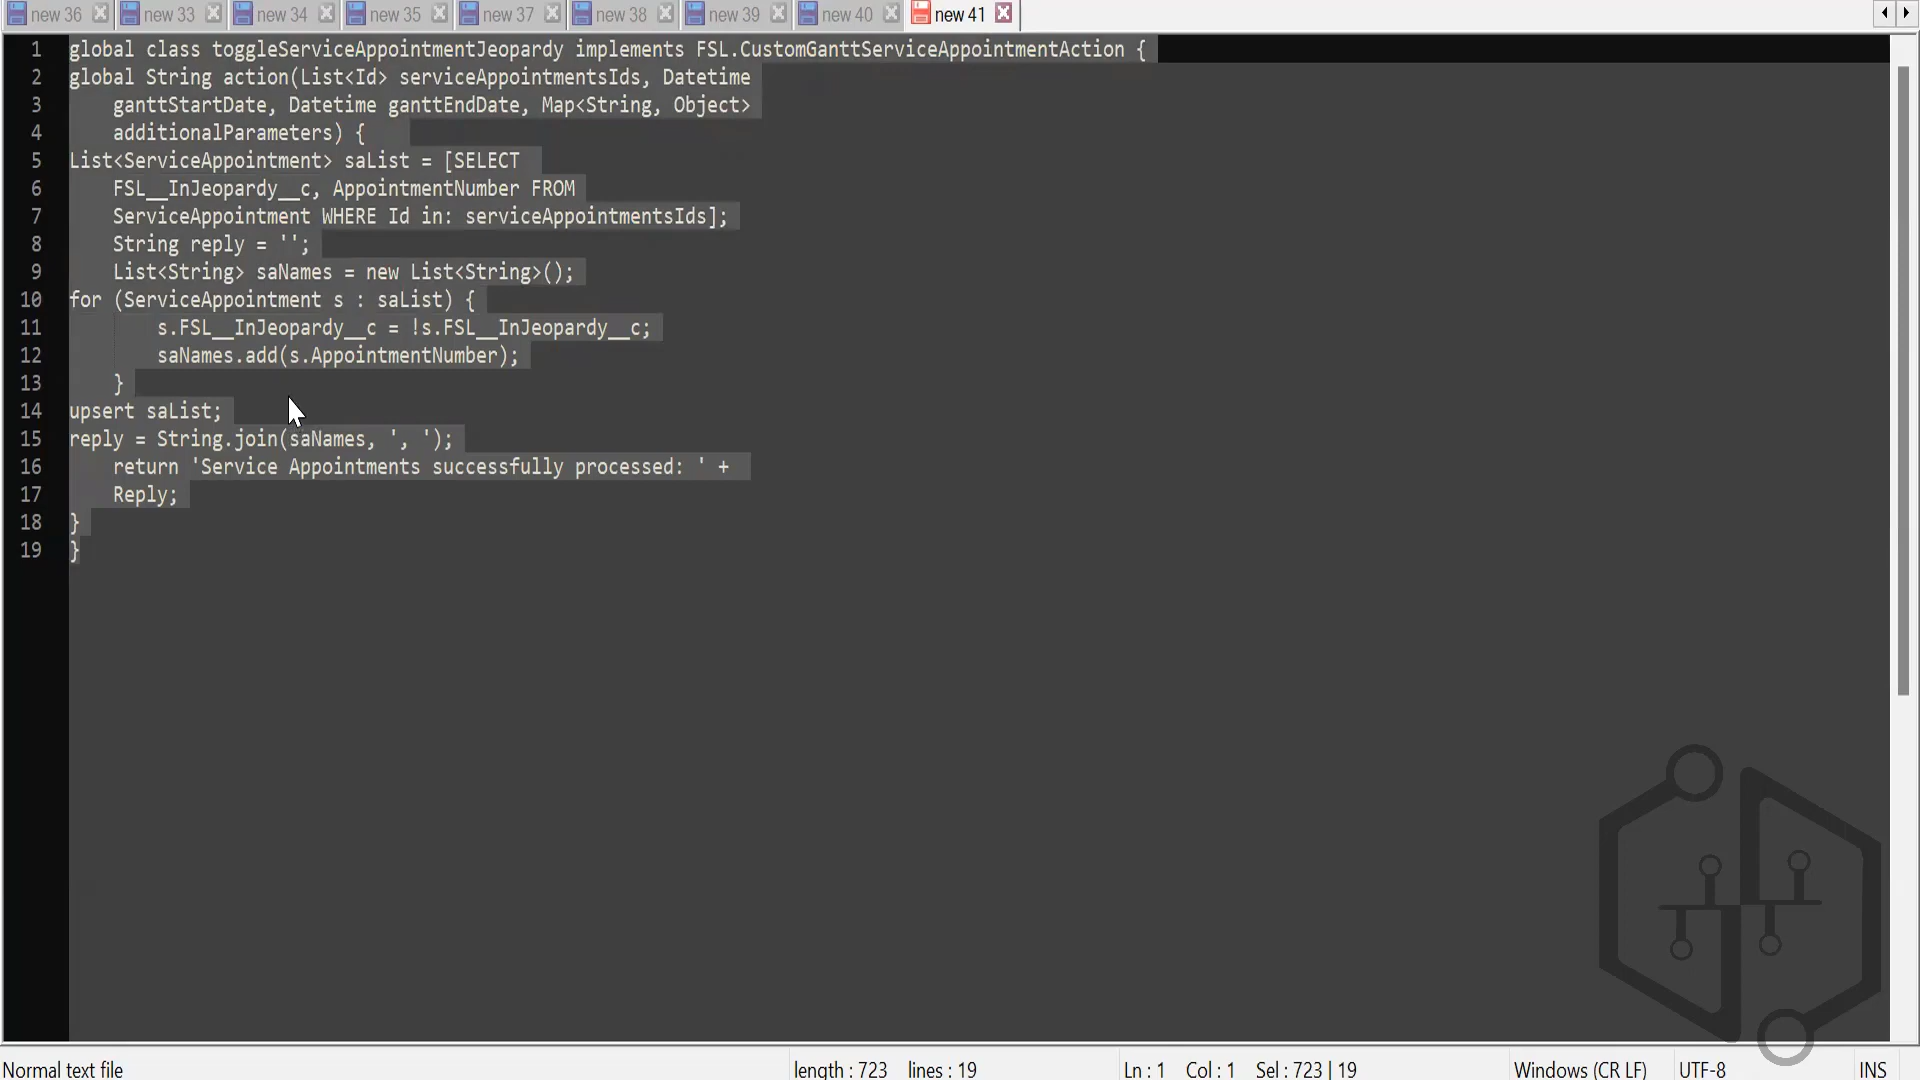 new 36 new 33 new 34 new 35 new 37 new 38 new 39 new 40 new 41
1 global class toggleServiceAppointmentJeopardy implements FSL.CustomGanttServiceAppointmentAction {
2 global String action(List<Id> serviceAppointmentsIds, Datetime
3 ganttStartDate, Datetime ganttEndDate, Map<String, Object>
4 additionalParameters) {
5 List<ServiceAppointment> saList = [SELECT
6 FSL__InJeopardy__c, AppointmentNumber FROM
7 ServiceAppointment WHERE Id in: serviceAppointmentsIds];
8 String reply = '';
9 List<String> saNames = new List<String>();
10 for (ServiceAppointment s : saList) {
11 s.FSL__InJeopardy__c = !s.FSL__InJeopardy__c;
12 saNames.add(s.AppointmentNumber);
13 }
14 upsert saList;
15 reply = String.join(saNames, ', ');
16 return 'Service Appointments successfully processed: ' +
17 Reply;
18 }
19 }
Normal text file length : 723 lines : 19 Ln : 1 Col : 1 Sel : 723 | 19 Windows (CR LF) UTF-8 INS